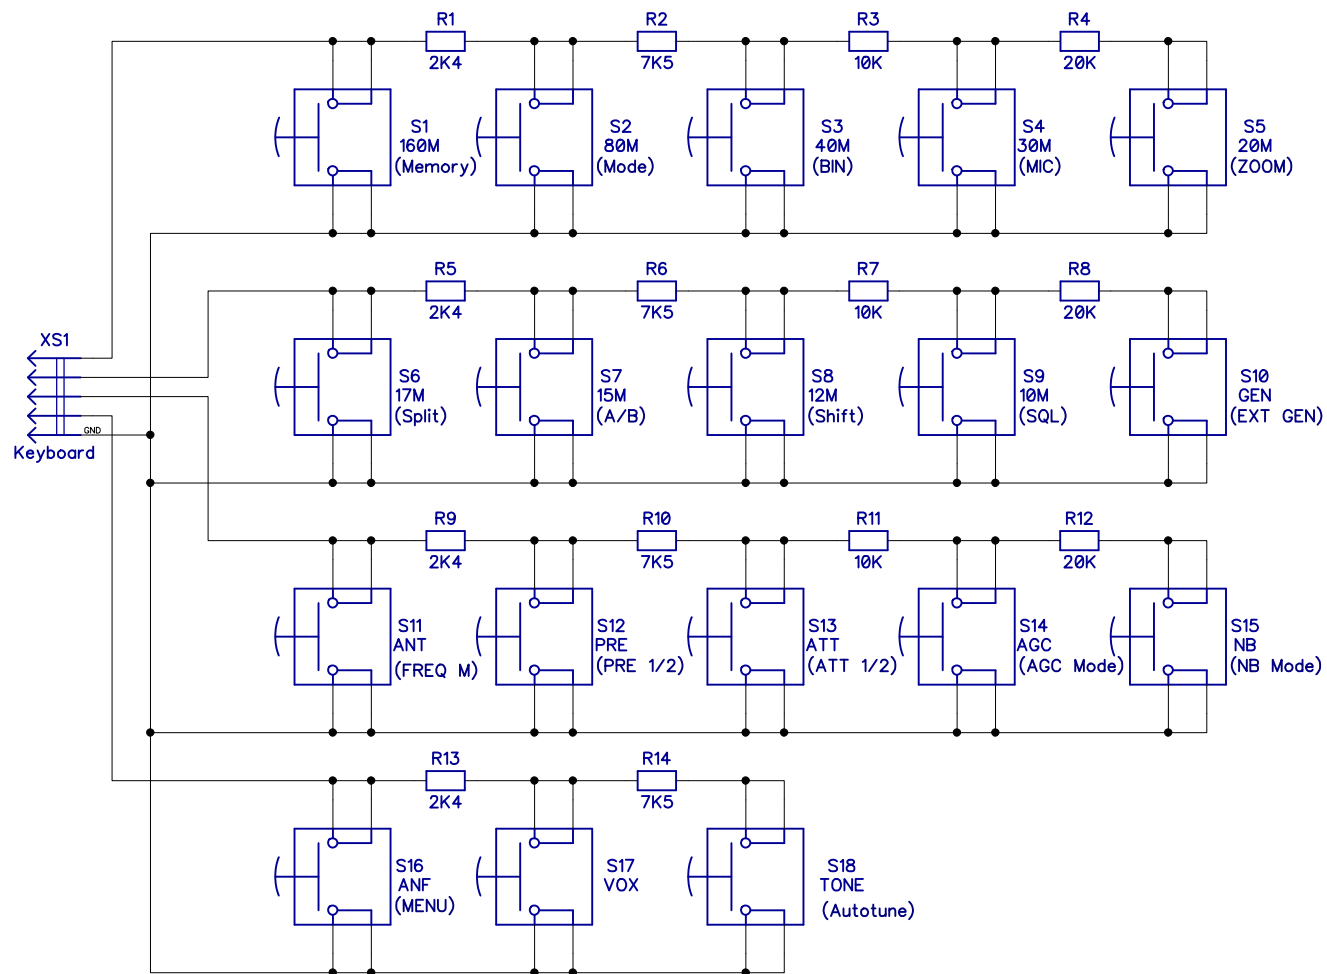 R1
R2
R3
R4
2K4
7K5
10K
20K
S1
160M
(Memory)
S2
80M
(Mode)
S3
40M
(BIN)
S4
30M
(MIC)
S5
20M
(ZOOM)
R5
R6
R7
R8
2K4
7K5
10K
20K
XS1
GND
Keyboard
S6
17M
(Split)
S7
15M
(A/B)
S8
12M
(Shift)
S9
10M
(SQL)
S10
GEN
(EXT GEN)
R9
R10
R11
R12
2K4
7K5
10K
20K
S11
ANT
(FREQ M)
S12
PRE
(PRE 1/2)
S13
ATT
(ATT 1/2)
S14
AGC
(AGC Mode)
S15
NB
(NB Mode)
R13
R14
2K4
7K5
S16
ANF
(MENU)
S17
VOX
S18
TONE
(Autotune)